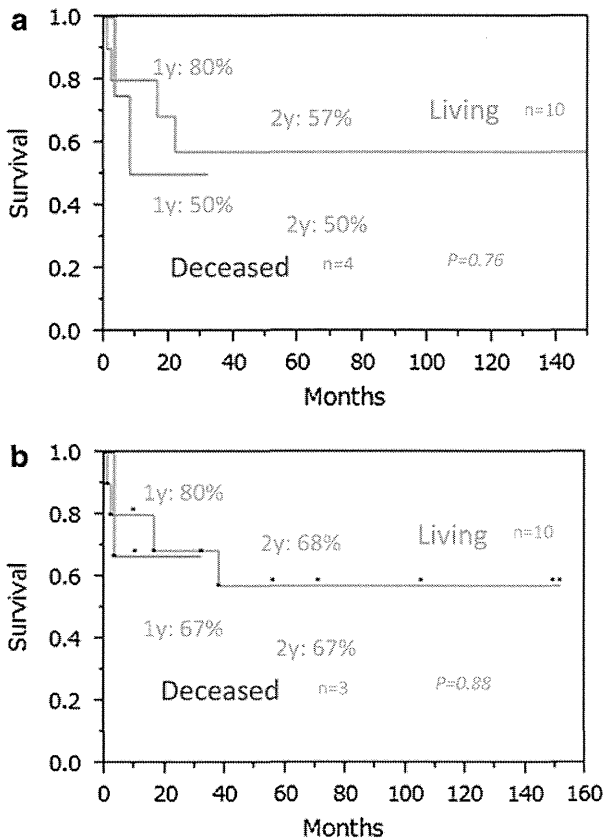 a
1.0
1y: 80%
0.8
2y: 57%
Living n=10
0.6
Survival
0.4
1y: 50%
2y: 50%
0.2
Deceased n=4 P=0.76
0.0
0 20 40 60 80 100 120 140
Months
b
1.0
1y: 80%
0.8
2y: 68%
Living n=10
0.6
Survival
0.4
1y: 67%
2y: 67%
0.2
Deceased n=3 P=0.88
0.0
0 20 40 60 80 100 120 140 160
Months